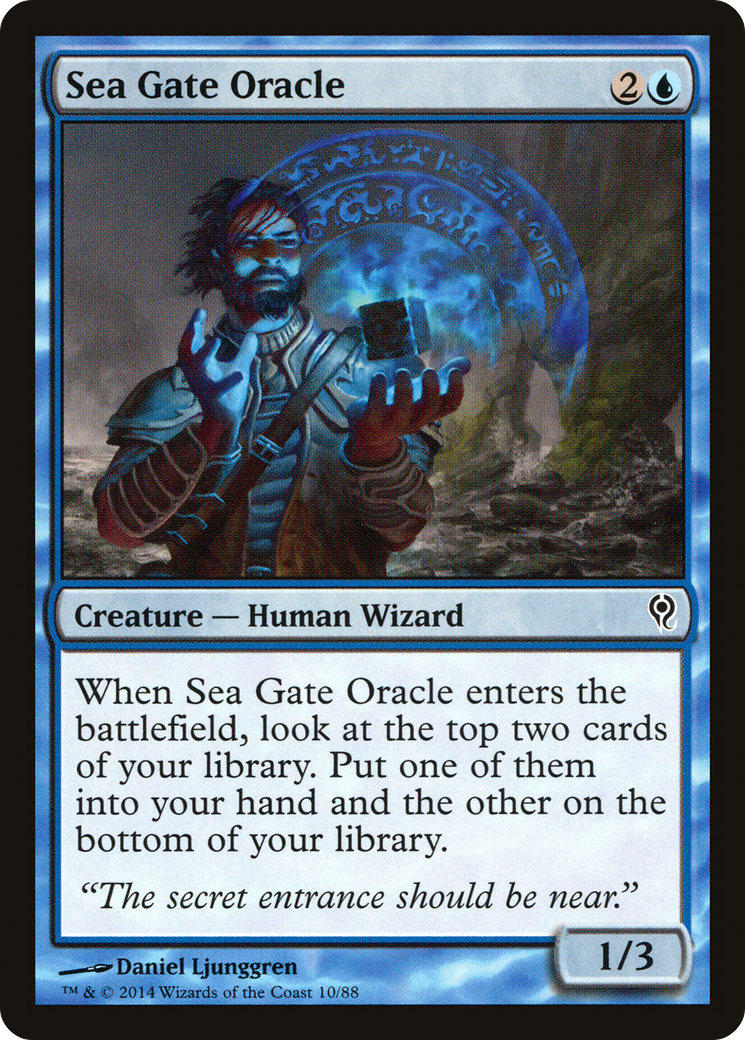 Sea Gate Oracle 2
Creature — Human Wizard
When Sea Gate Oracle enters the
battlefield, look at the top two cards
of your library. Put one of them
into your hand and the other on the
bottom of your library.
“The secret entrance should be near.”
1/3
Daniel Ljunggren
™ & © 2014 Wizards of the Coast 10/88